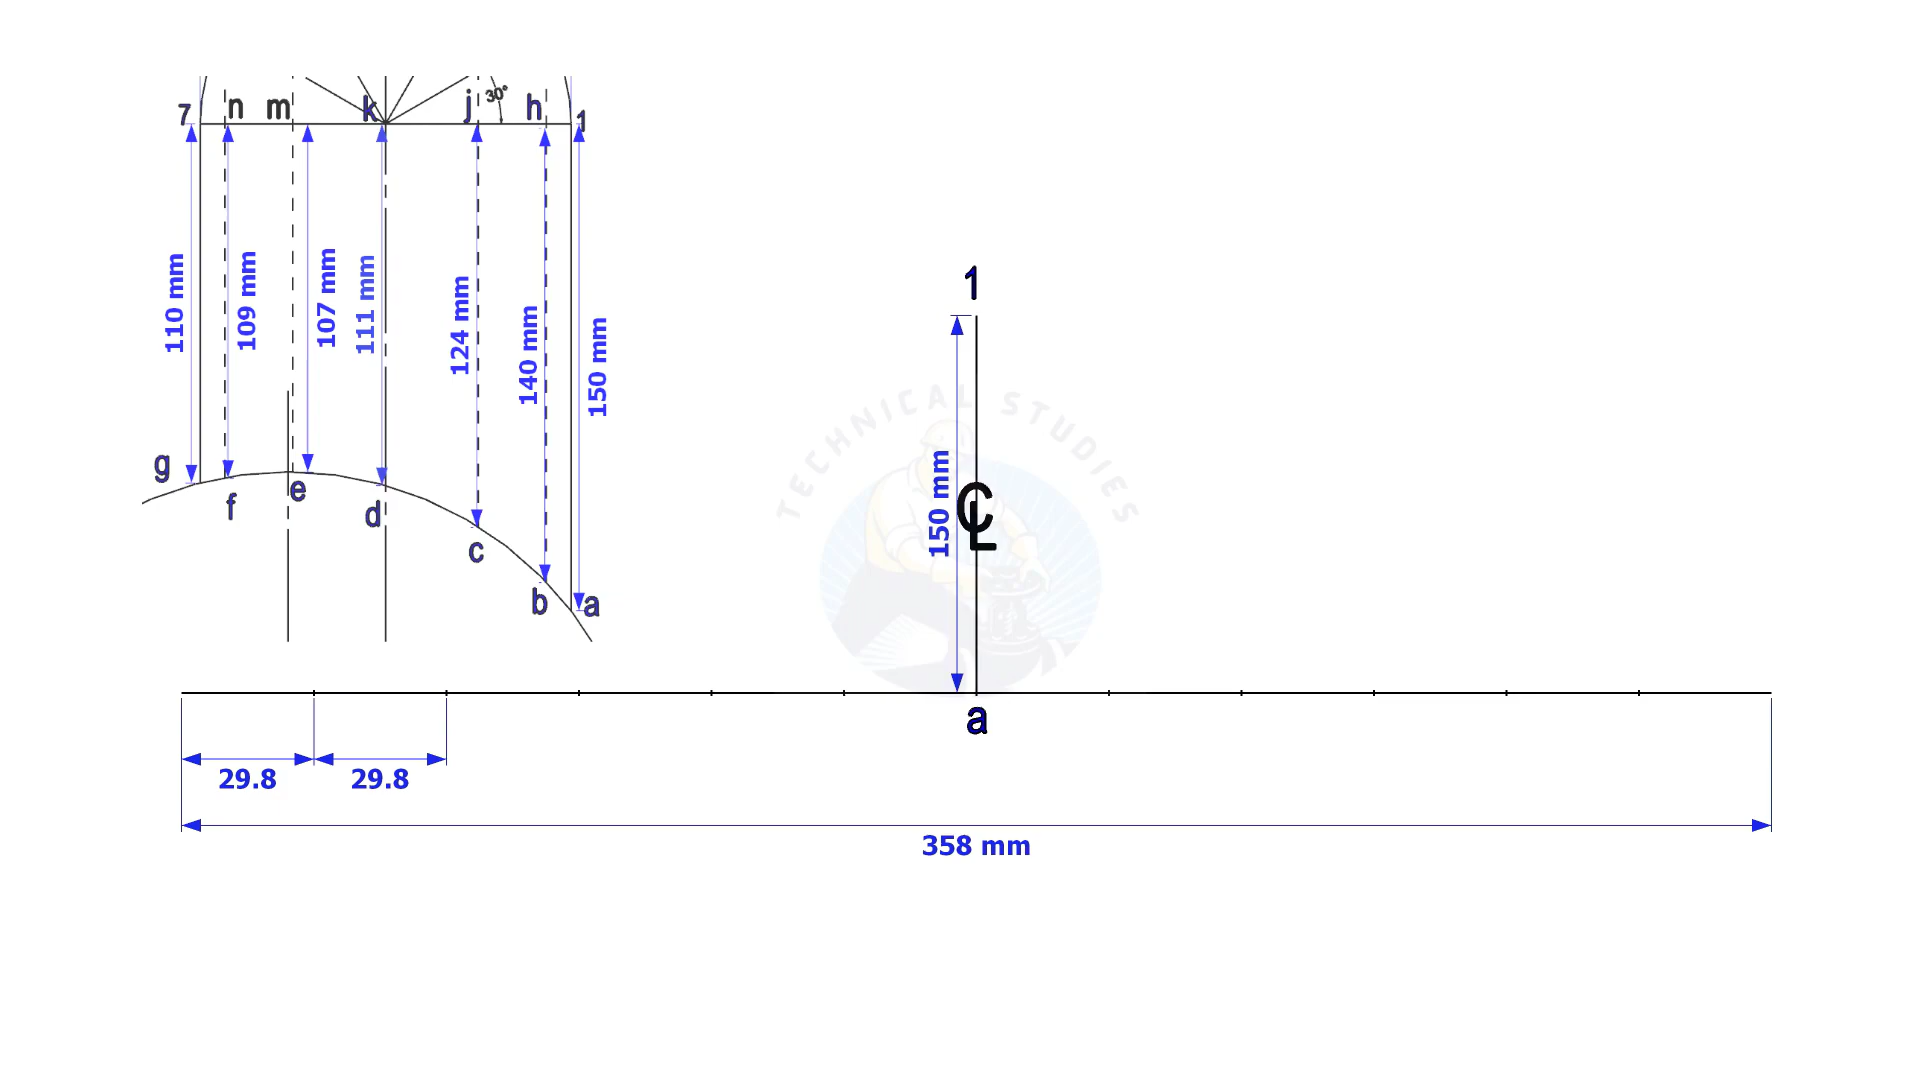 7 n m k j 30° h 1
110 mm
109 mm
107 mm
111 mm
124 mm
140 mm
150 mm
g f e d c b a
1
TECHNICAL STUDIES
150 mm
CL
a
29.8 29.8
358 mm